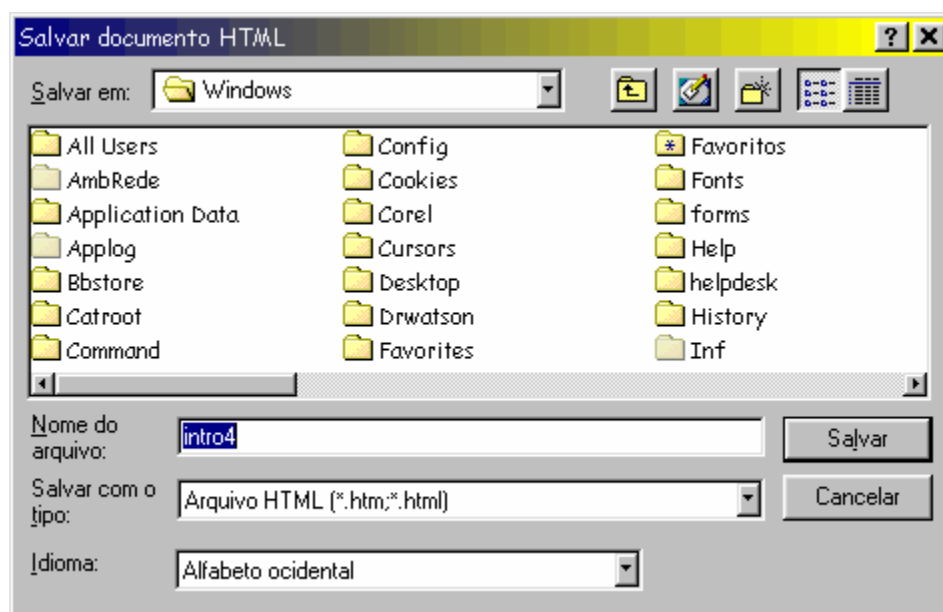 Salvar documento HTML
Salvar em: Windows
All Users Config Favoritos
AmbRede Cookies Fonts
Application Data Corel forms
Applog Cursors Help
Bbstore Desktop helpdesk
Catroot Drwatson History
Command Favorites Inf
Nome do
arquivo: intro4 Salvar
Salvar com o
tipo: Arquivo HTML (*.htm;*.html) Cancelar
Idioma: Alfabeto ocidental